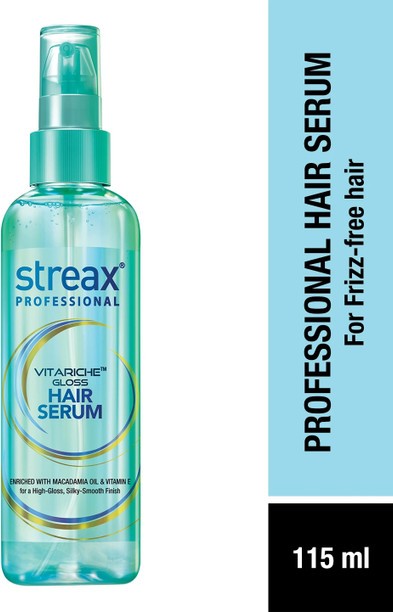 streax®
PROFESSIONAL
VITARICHE™
GLOSS
HAIR
SERUM
ENRICHED WITH MACADAMIA OIL & VITAMIN E
for a High-Gloss, Silky-Smooth Finish
PROFESSIONAL HAIR SERUM
For Frizz-free hair
115 ml